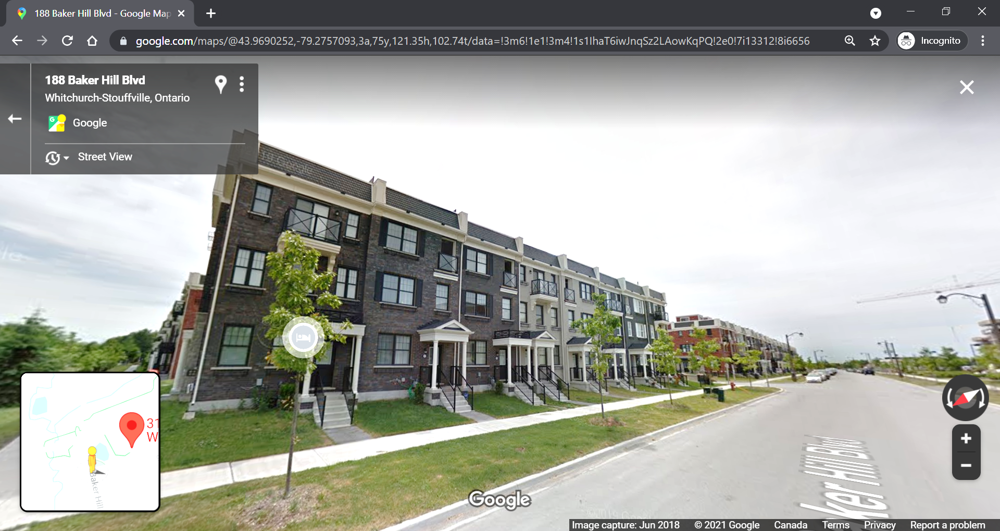 188 Baker Hill Blvd - Google Map
google.com/maps/@43.9690252,-79.2757093,3a,75y,121.35h,102.74t/data=!3m6!1e1!3m4!1s1IhaT6iwJnqSz2LAowKqPQ!2e0!7i13312!8i6656
Incognito
188 Baker Hill Blvd
Whitchurch-Stouffville, Ontario
Google
Street View
31
W
Baker Hill
ker Hill Blvd
Google
Image capture: Jun 2018 © 2021 Google Canada Terms Privacy Report a problem